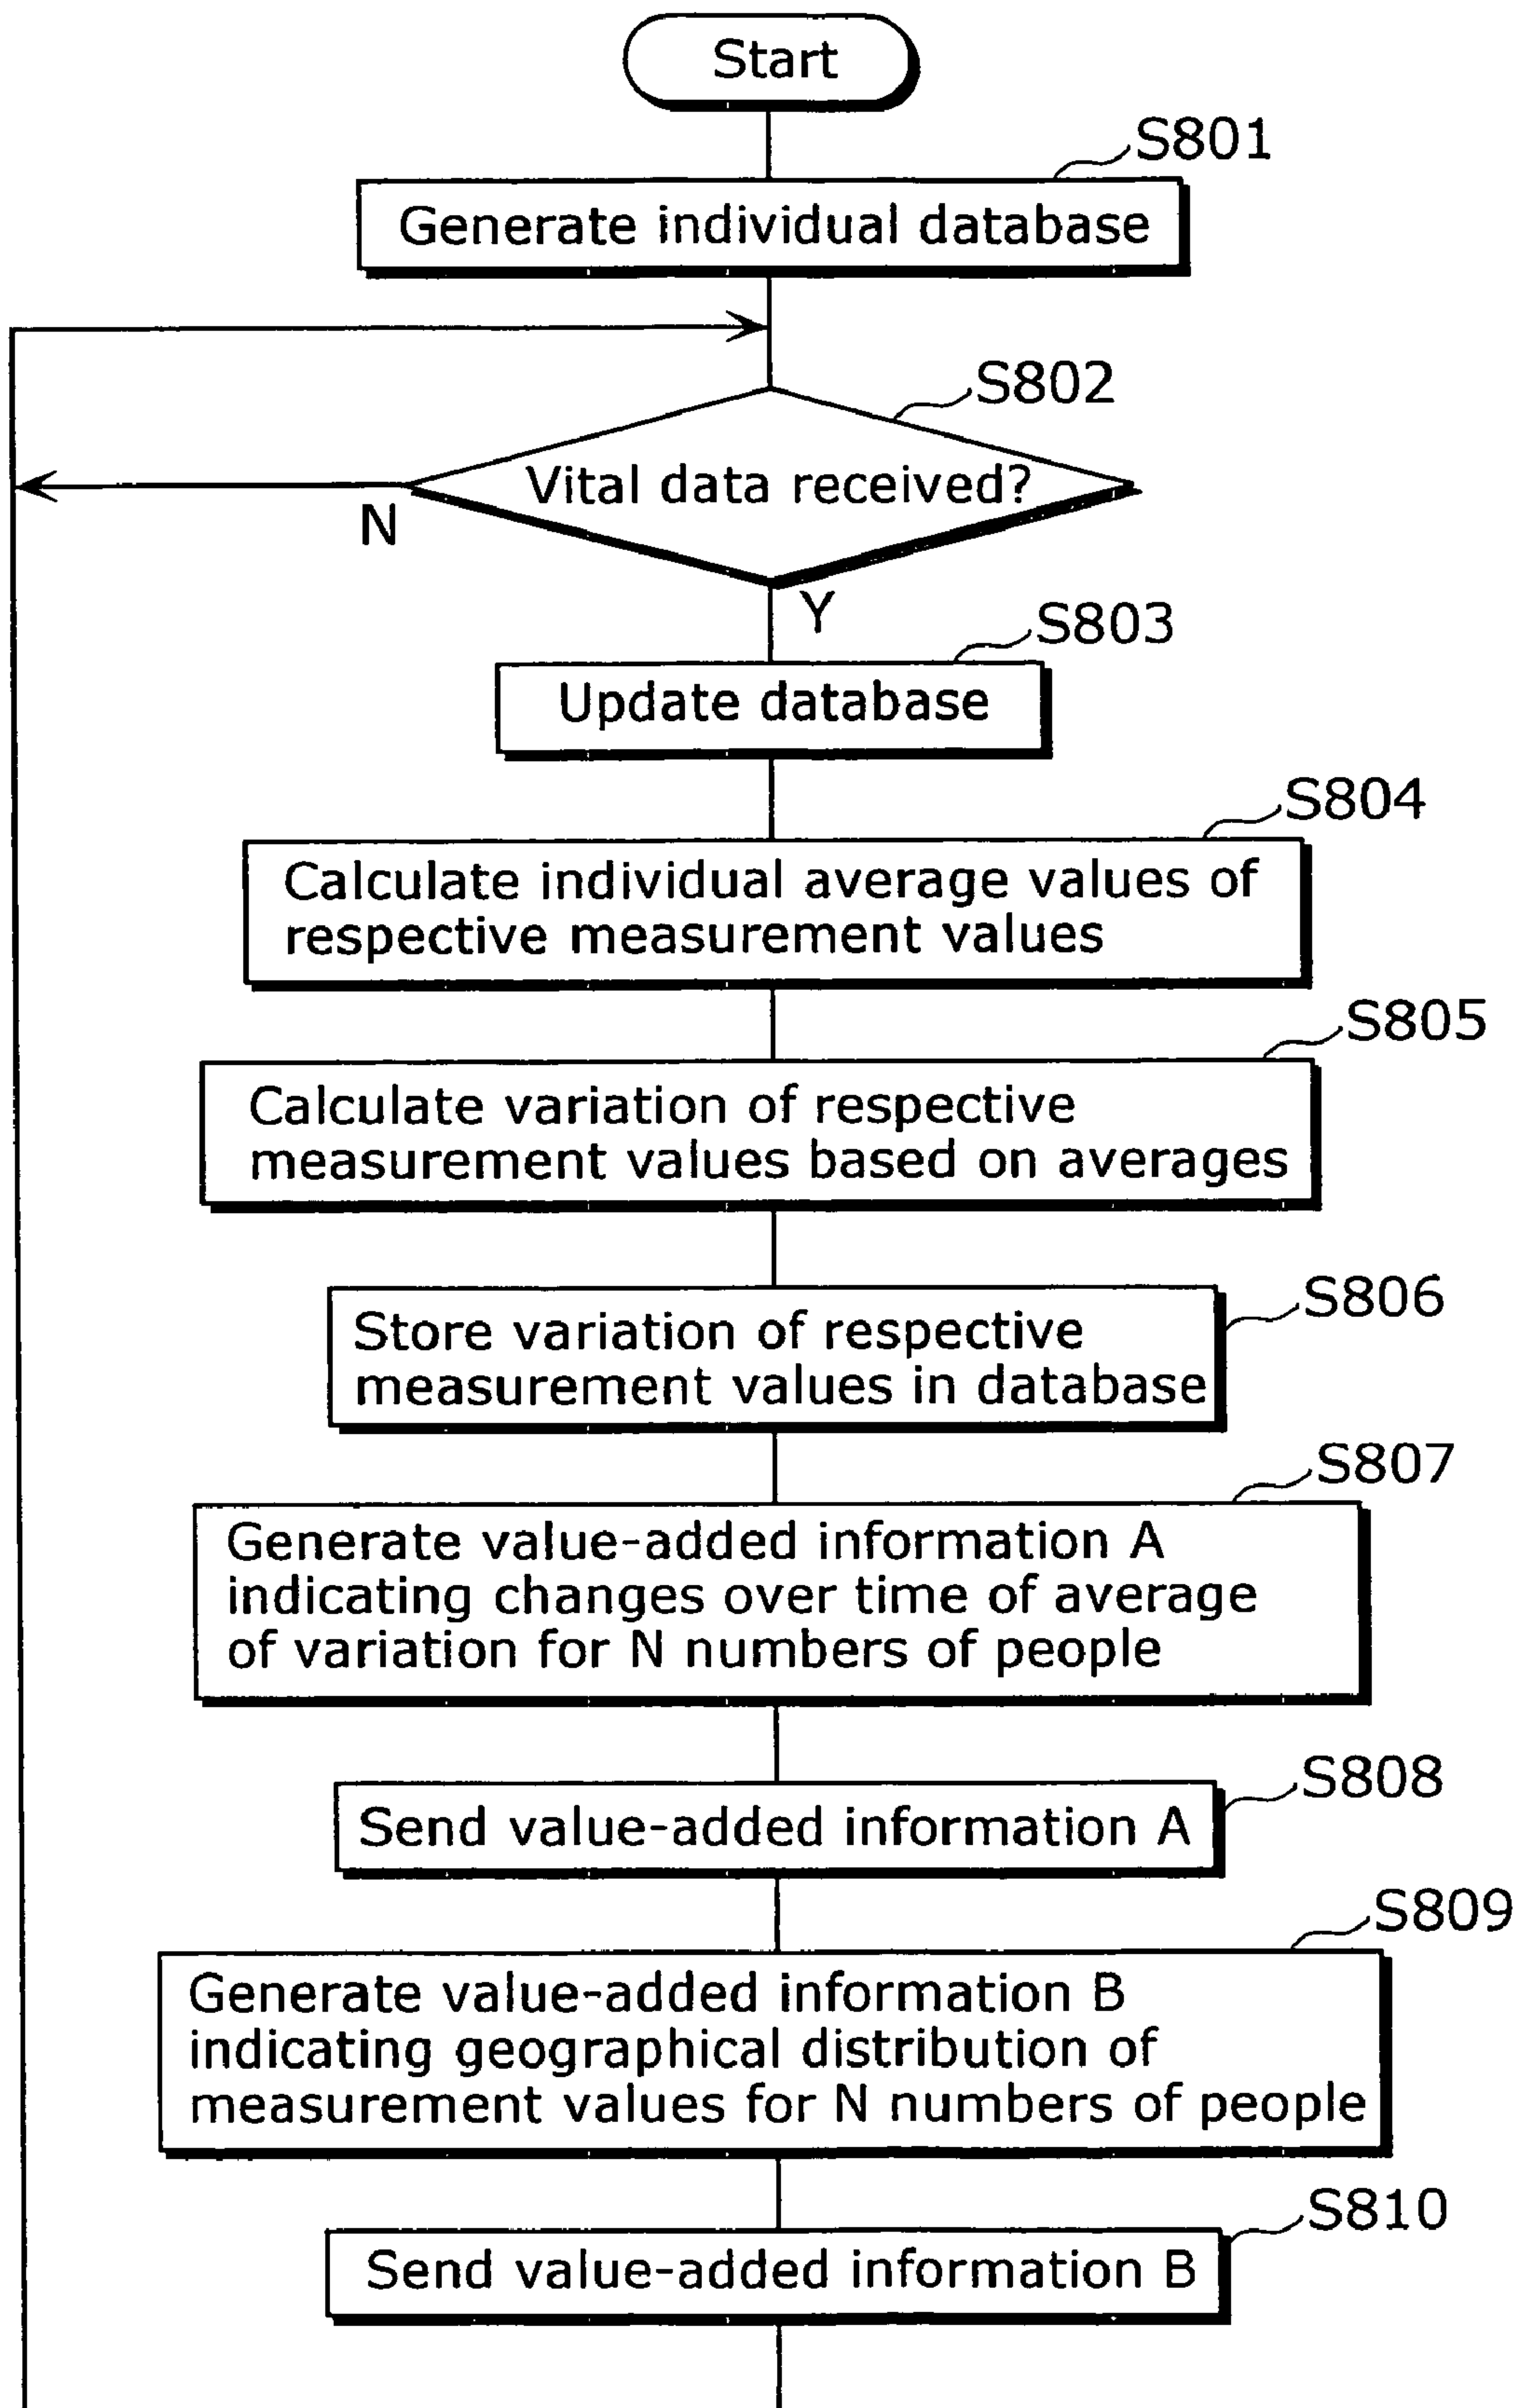 Start
S801
Generate individual database
S802
Vital data received?
N
Y
S803
Update database
S804
Calculate individual average values of
respective measurement values
S805
Calculate variation of respective
measurement values based on averages
S806
Store variation of respective
measurement values in database
S807
Generate value-added information A
indicating changes over time of average
of variation for N numbers of people
S808
Send value-added information A
S809
Generate value-added information B
indicating geographical distribution of
measurement values for N numbers of people
S810
Send value-added information B